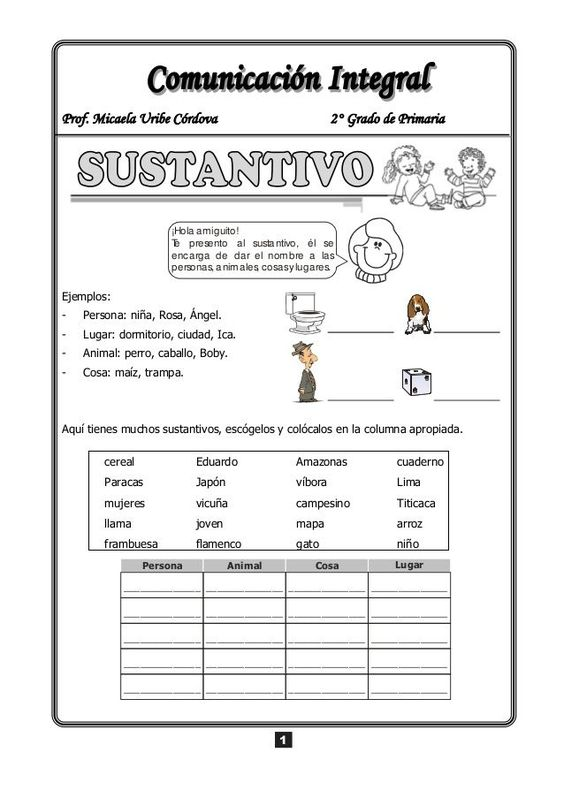 Comunicación Integral
Prof. Micaela Uribe Córdova 2° Grado de Primaria
SUSTANTIVO
¡Hola amiguito!
Te presento al sustantivo, él se
encarga de dar el nombre a las
personas, animales, cosas y lugares.
Ejemplos:
- Persona: niña, Rosa, Ángel.
- Lugar: dormitorio, ciudad, Ica.
- Animal: perro, caballo, Boby.
- Cosa: maíz, trampa.
Aquí tienes muchos sustantivos, escógelos y colócalos en la columna apropiada.
cereal Eduardo Amazonas cuaderno
Paracas Japón víbora Lima
mujeres vicuña campesino Titicaca
llama joven mapa arroz
frambuesa flamenco gato niño
Persona Animal Cosa Lugar
1